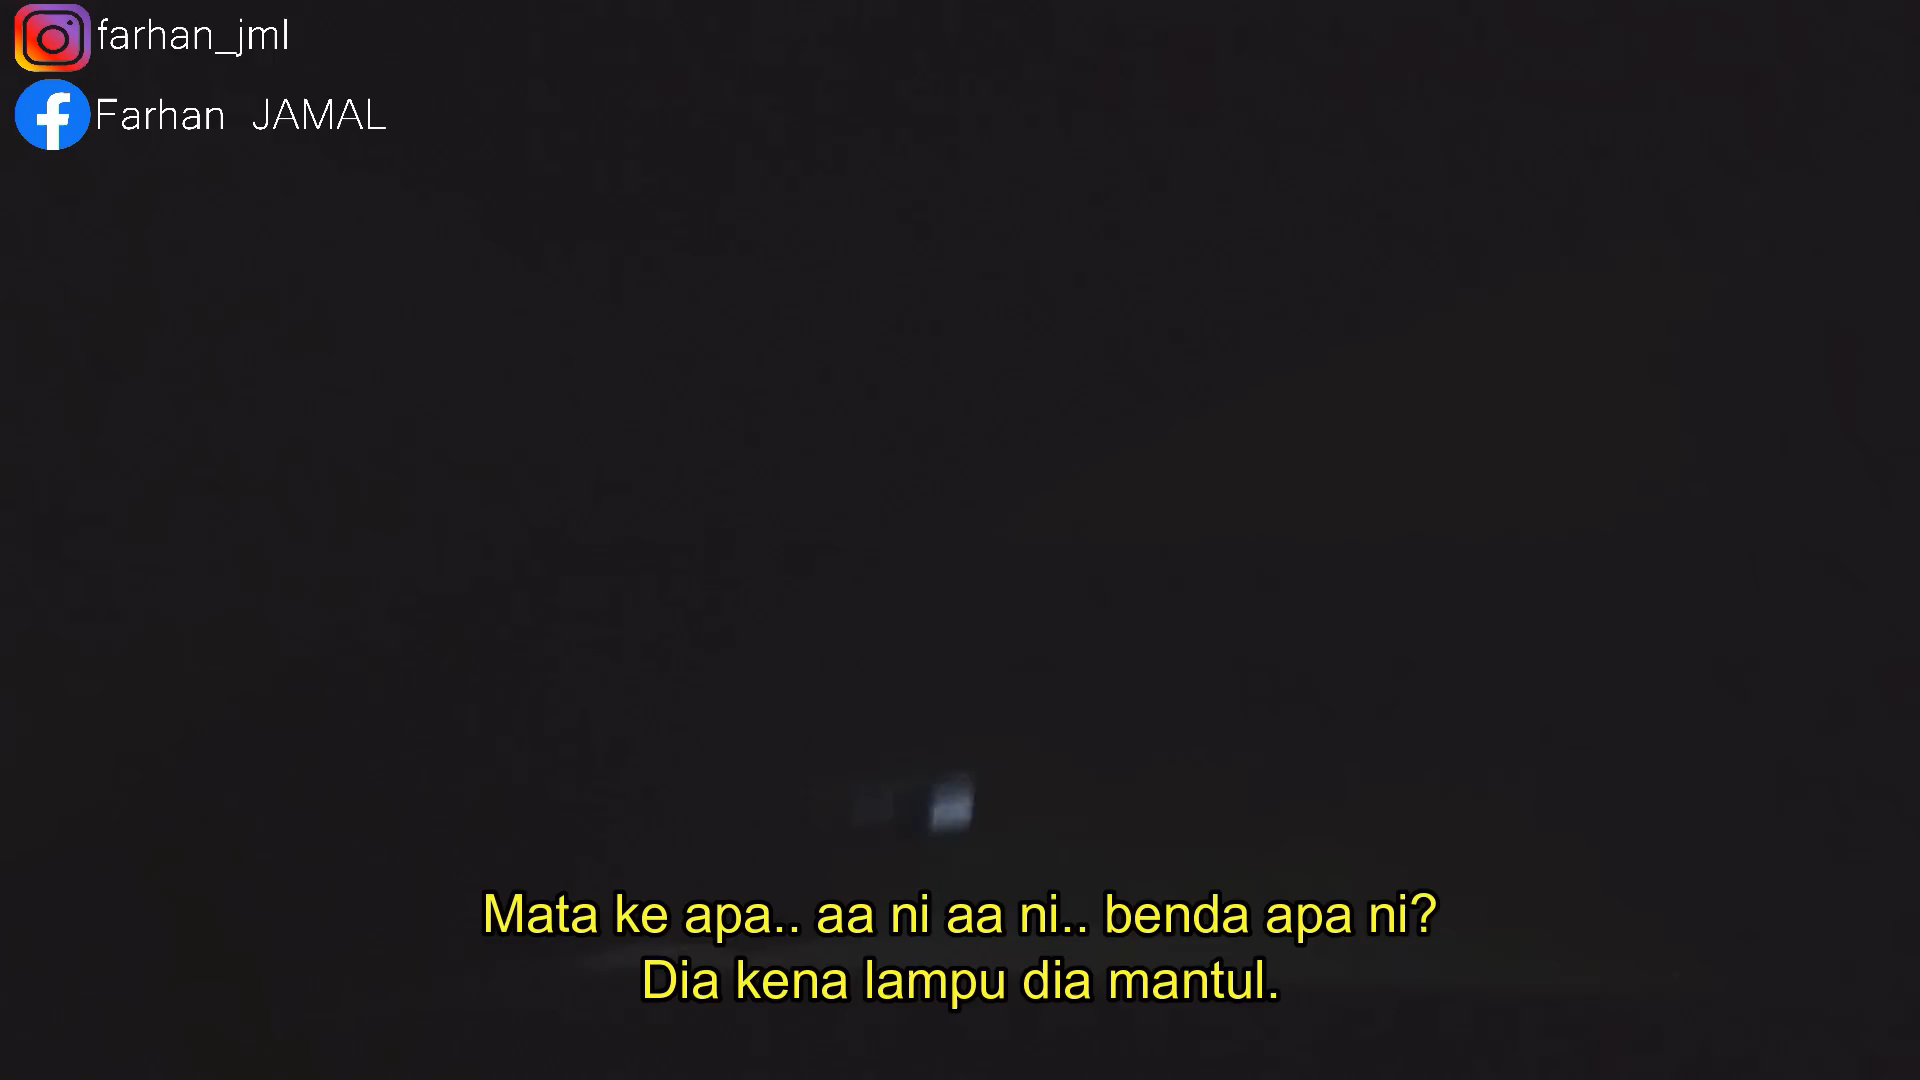 farhan_jml
Farhan JAMAL
Mata ke apa.. aa ni aa ni.. benda apa ni?
Dia kena lampu dia mantul.